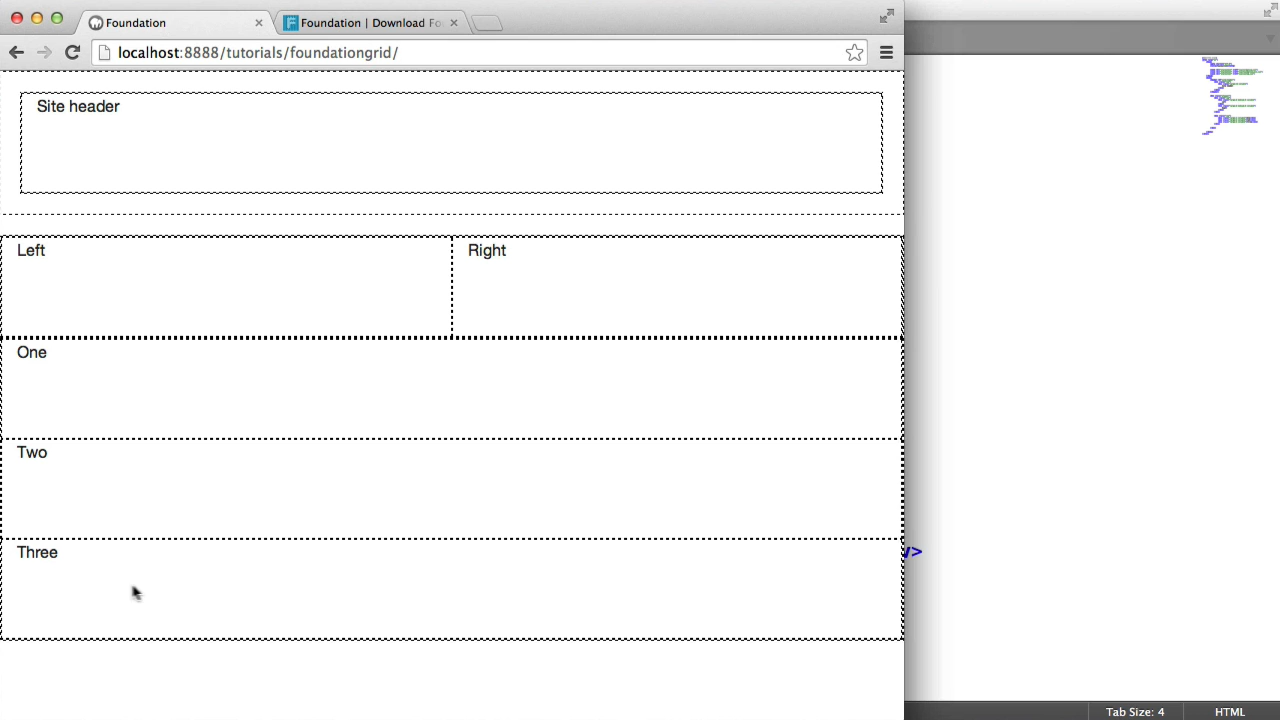 Foundation
Foundation | Download Fo
localhost:8888/tutorials/foundationgrid/
Site header
Left
Right
One
Two
Three
/>
Tab Size: 4
HTML